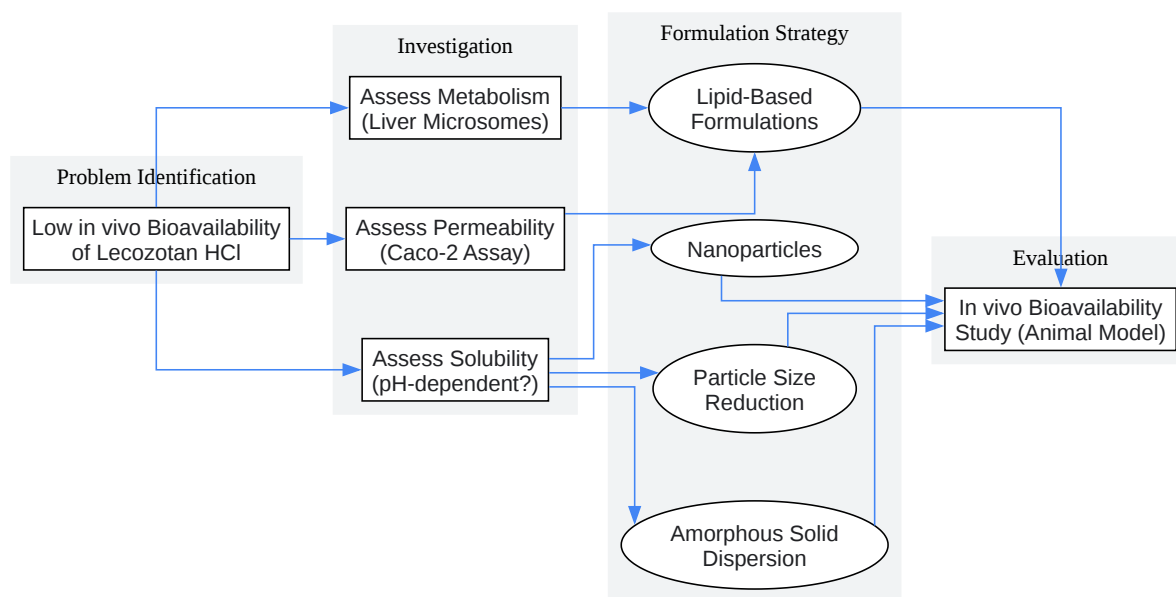 Problem Identification
Low in vivo Bioavailability
of Lecozotan HCl
Investigation
Assess Metabolism
(Liver Microsomes)
Assess Permeability
(Caco-2 Assay)
Assess Solubility
(pH-dependent?)
Formulation Strategy
Lipid-Based
Formulations
Nanoparticles
Particle Size
Reduction
Amorphous Solid
Dispersion
Evaluation
In vivo Bioavailability
Study (Animal Model)